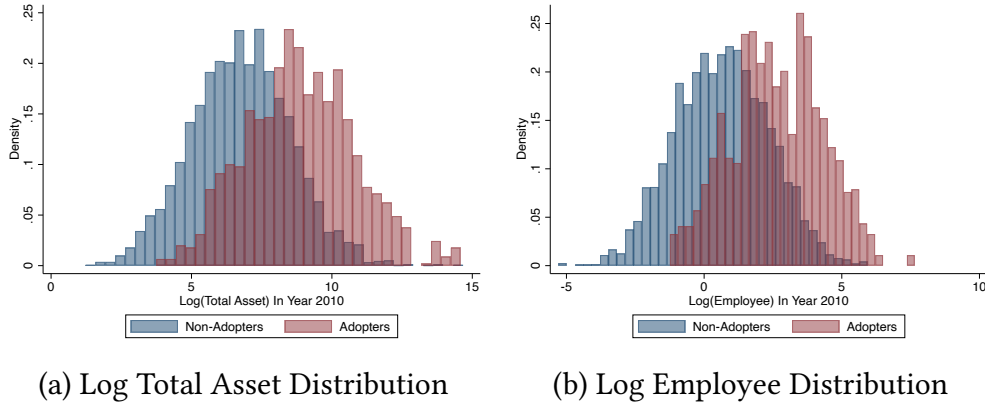 .25
.2
.15
.1
.05
0
Density
0 5 10 15
Log(Total Asset) In Year 2010
Non-Adopters Adopters
(a) Log Total Asset Distribution
.25
.2
.15
.1
.05
0
Density
-5 0 5 10
Log(Employee) In Year 2010
Non-Adopters Adopters
(b) Log Employee Distribution